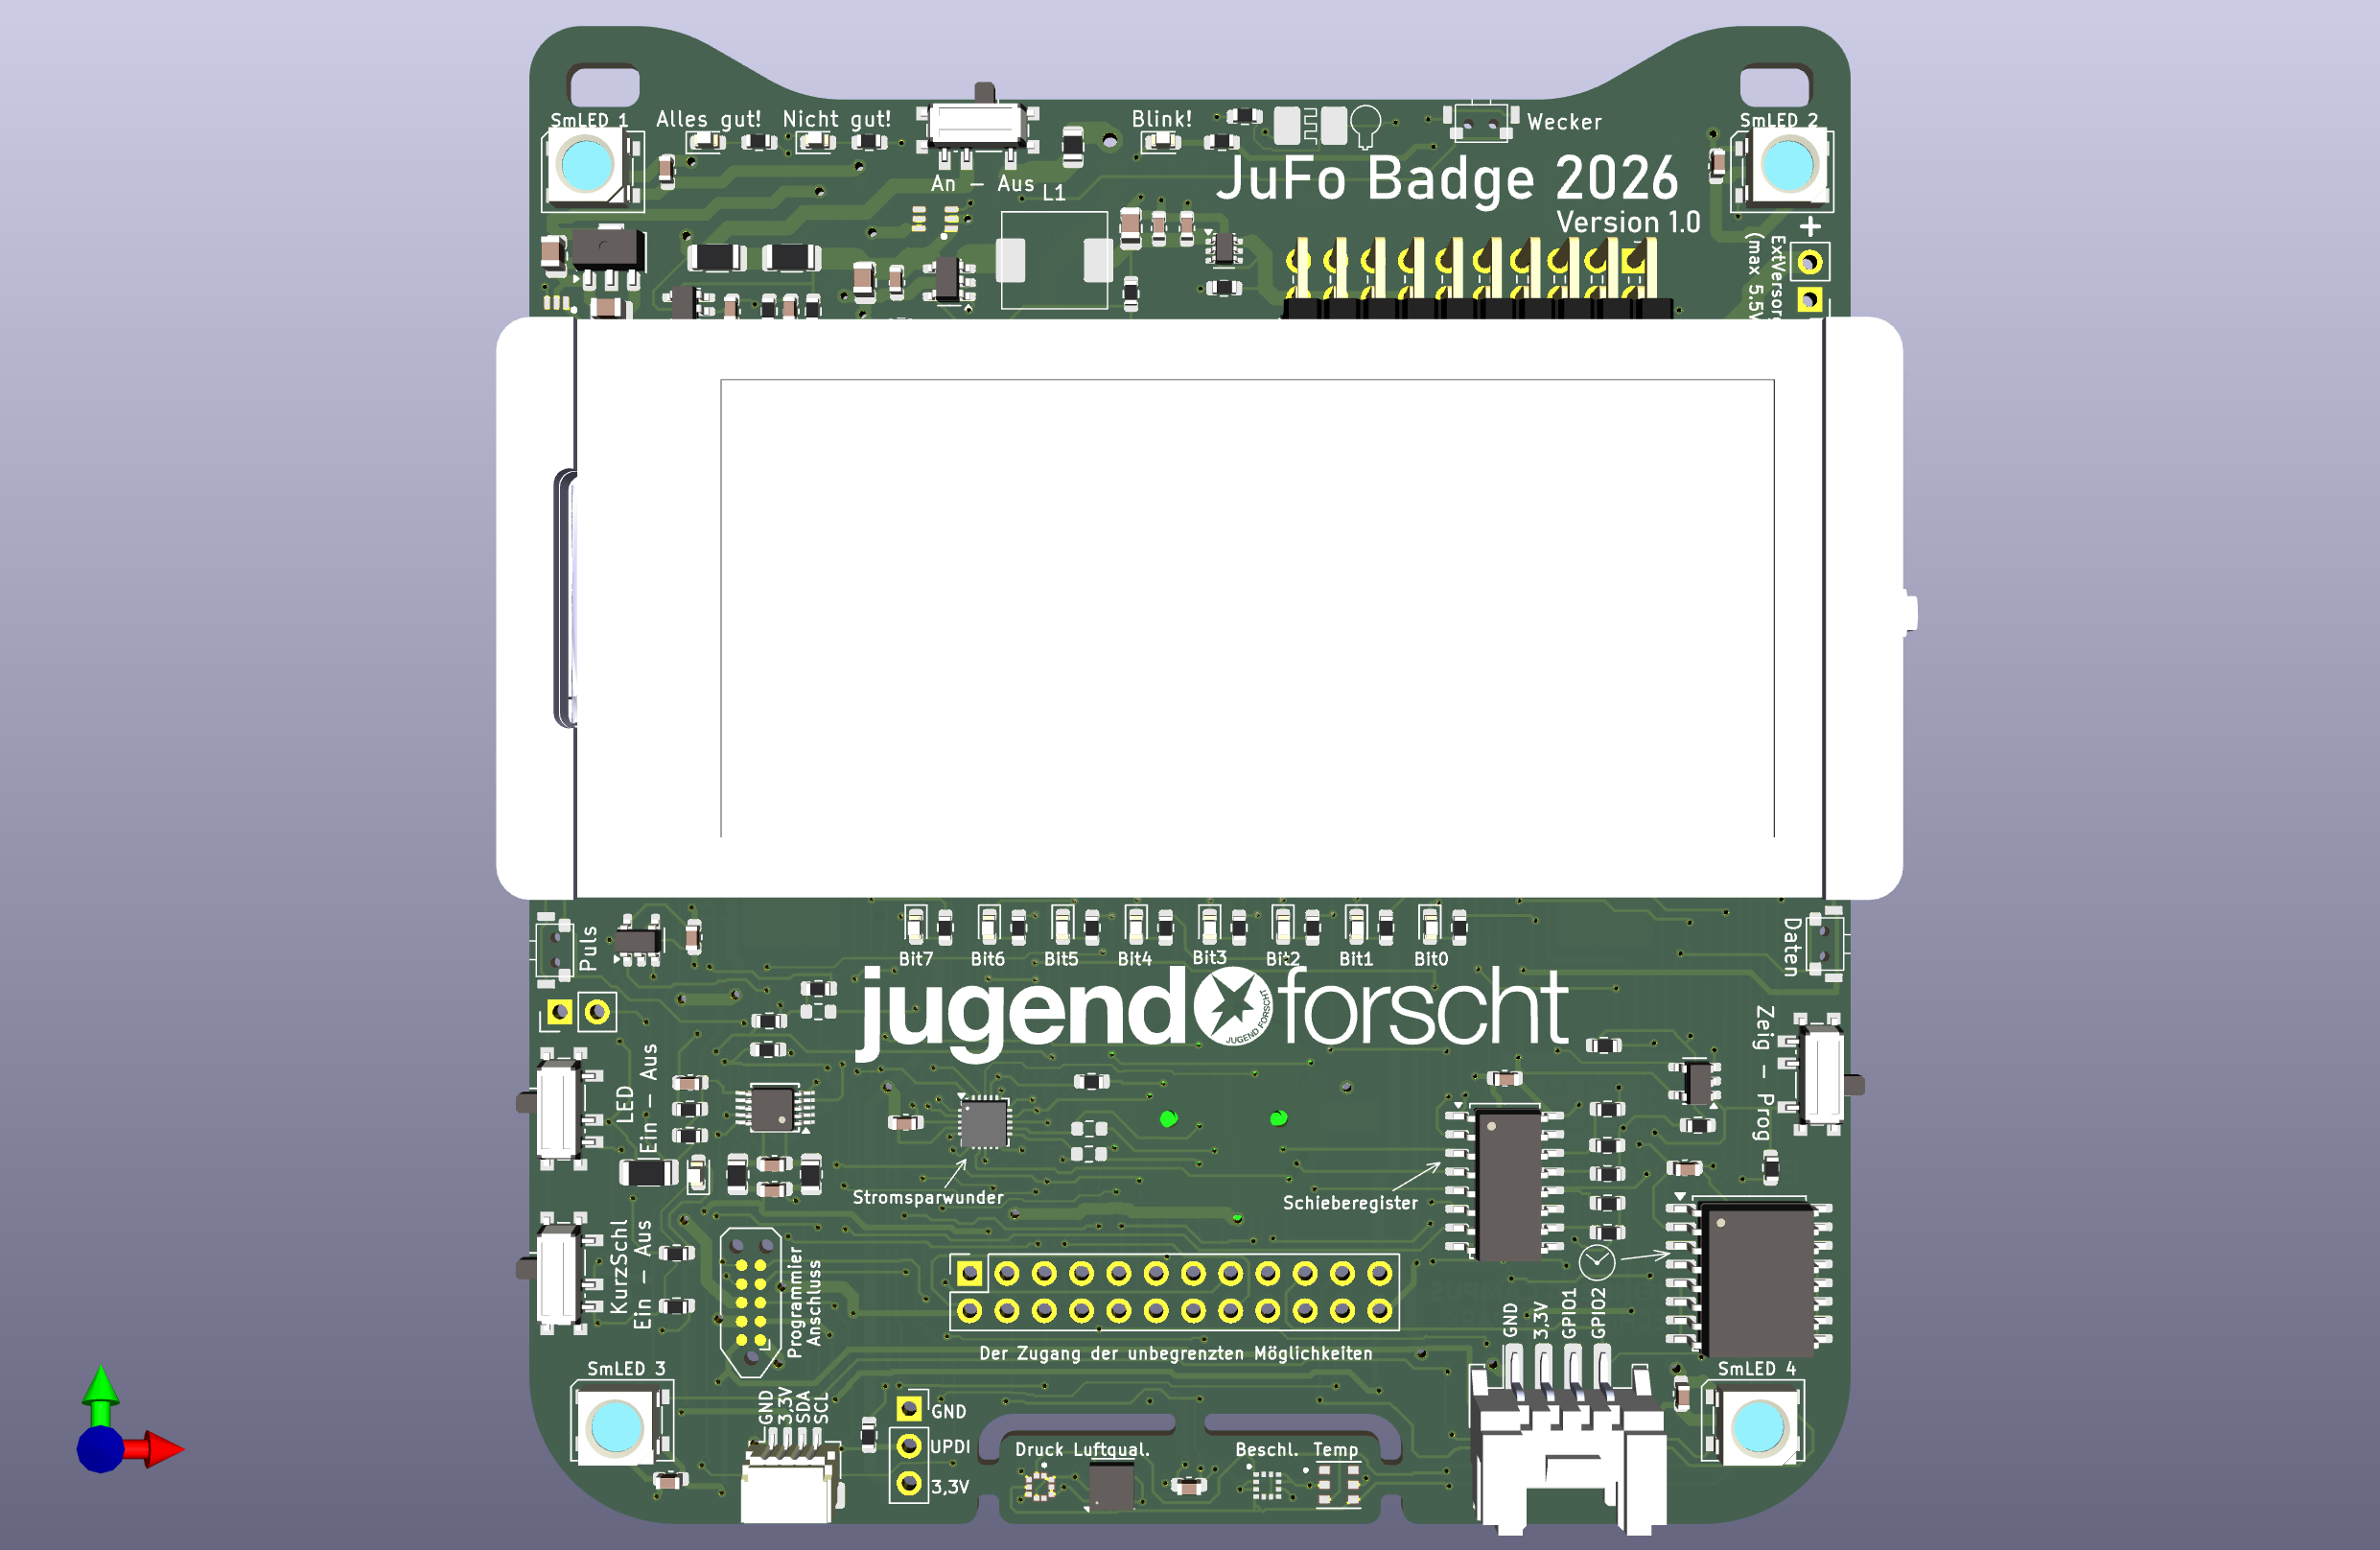 SmLED 1
Alles gut!
Nicht gut!
An - Aus
L1
Blink!
Wecker
SmLED 2
JuFo Badge 2026
Version 1.0
+
(max 5.5V
Puls
Bit7
Bit6
Bit5
Bit4
Bit3
Bit2
Bit1
Bit0
Daten
jugend forscht
JUGEND FORSCHT
LED
Ein - Aus
Zeig - Prog
Stromsparwunder
Schieberegister
KurzSchl
Ein - Aus
Programmier
Anschluss
GND
3,3V
GPIO1
GPIO2
Der Zugang der unbegrenzten Möglichkeiten
SmLED 3
SmLED 4
GND
3,3V
SDA
SCL
GND
UPDI
3,3V
Druck Luftqual.
Beschl. Temp